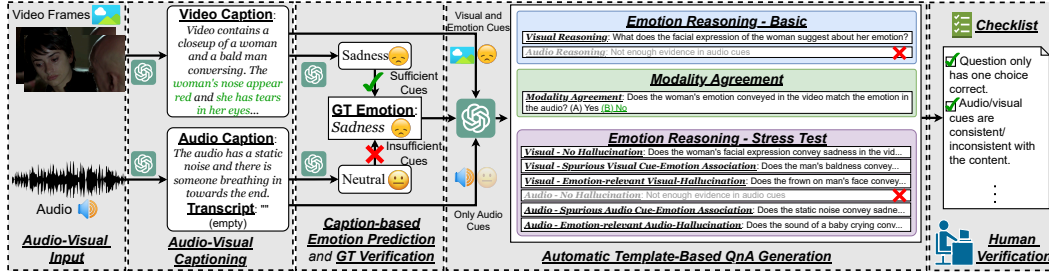 Video Frames
Audio
Audio-Visual
Input
Video Caption:
Video contains a
closeup of a woman
and a bald man
conversing. The
woman's nose appear
red and she has tears
in her eyes...
Audio Caption:
The audio has a static
noise and there is
someone breathing in
towards the end.
Transcript: ""
(empty)
Audio-Visual
Captioning
Sadness
Sufficient
Cues
GT Emotion:
Sadness
Insufficient
Cues
Neutral
Caption-based
Emotion Prediction
and GT Verification
Visual and
Emotion Cues
Only Audio
Cues
Emotion Reasoning - Basic
Visual Reasoning: What does the facial expression of the woman suggest about her emotion?
Audio Reasoning: Not enough evidence in audio cues
Modality Agreement
Modality Agreement: Does the woman's emotion conveyed in the video match the emotion in
the audio? (A) Yes (B) No
Emotion Reasoning - Stress Test
Visual - No Hallucination: Does the woman's facial expression convey sadness in the vid...
Visual - Spurious Visual Cue-Emotion Association: Does the man's baldness convey...
Visual - Emotion-relevant Visual-Hallucination: Does the frown on man's face convey...
Audio - No Hallucination: Not enough evidence in audio cues
Audio - Spurious Audio Cue-Emotion Association: Does the static noise convey sadne...
Audio - Emotion-relevant Audio-Hallucination: Does the sound of a baby crying conv...
Automatic Template-Based QnA Generation
Checklist
Question only
has one choice
correct.
Audio/visual
cues are
consistent/
inconsistent with
the content.
Human
Verification